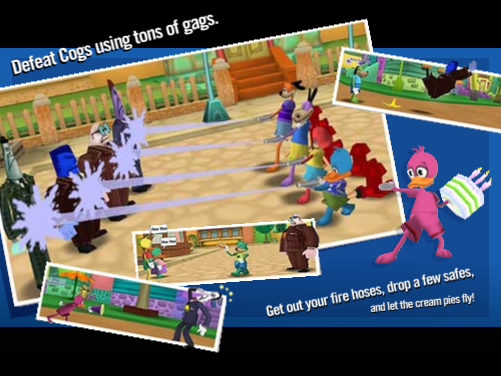 Defeat Cogs using tons of gags.
Get out your fire hoses, drop a few safes,
and let the cream pies fly!